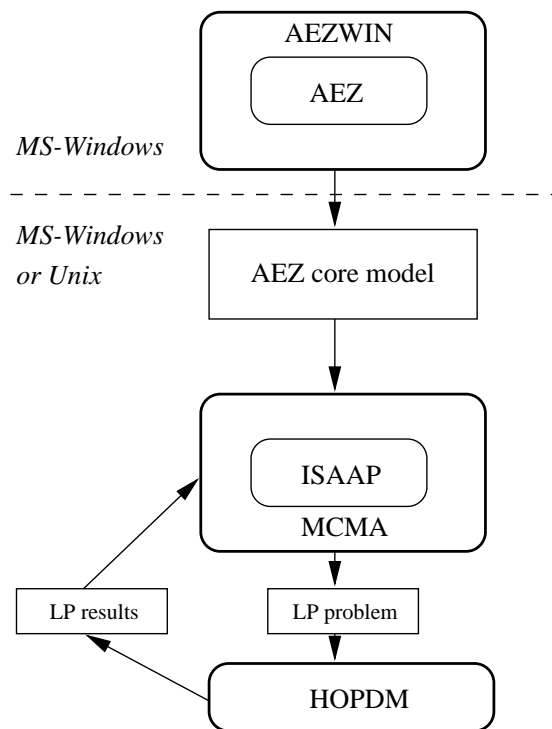 AEZWIN
AEZ
MS-Windows
MS-Windows
or Unix
AEZ core model
ISAAP
MCMA
LP results
LP problem
HOPDM